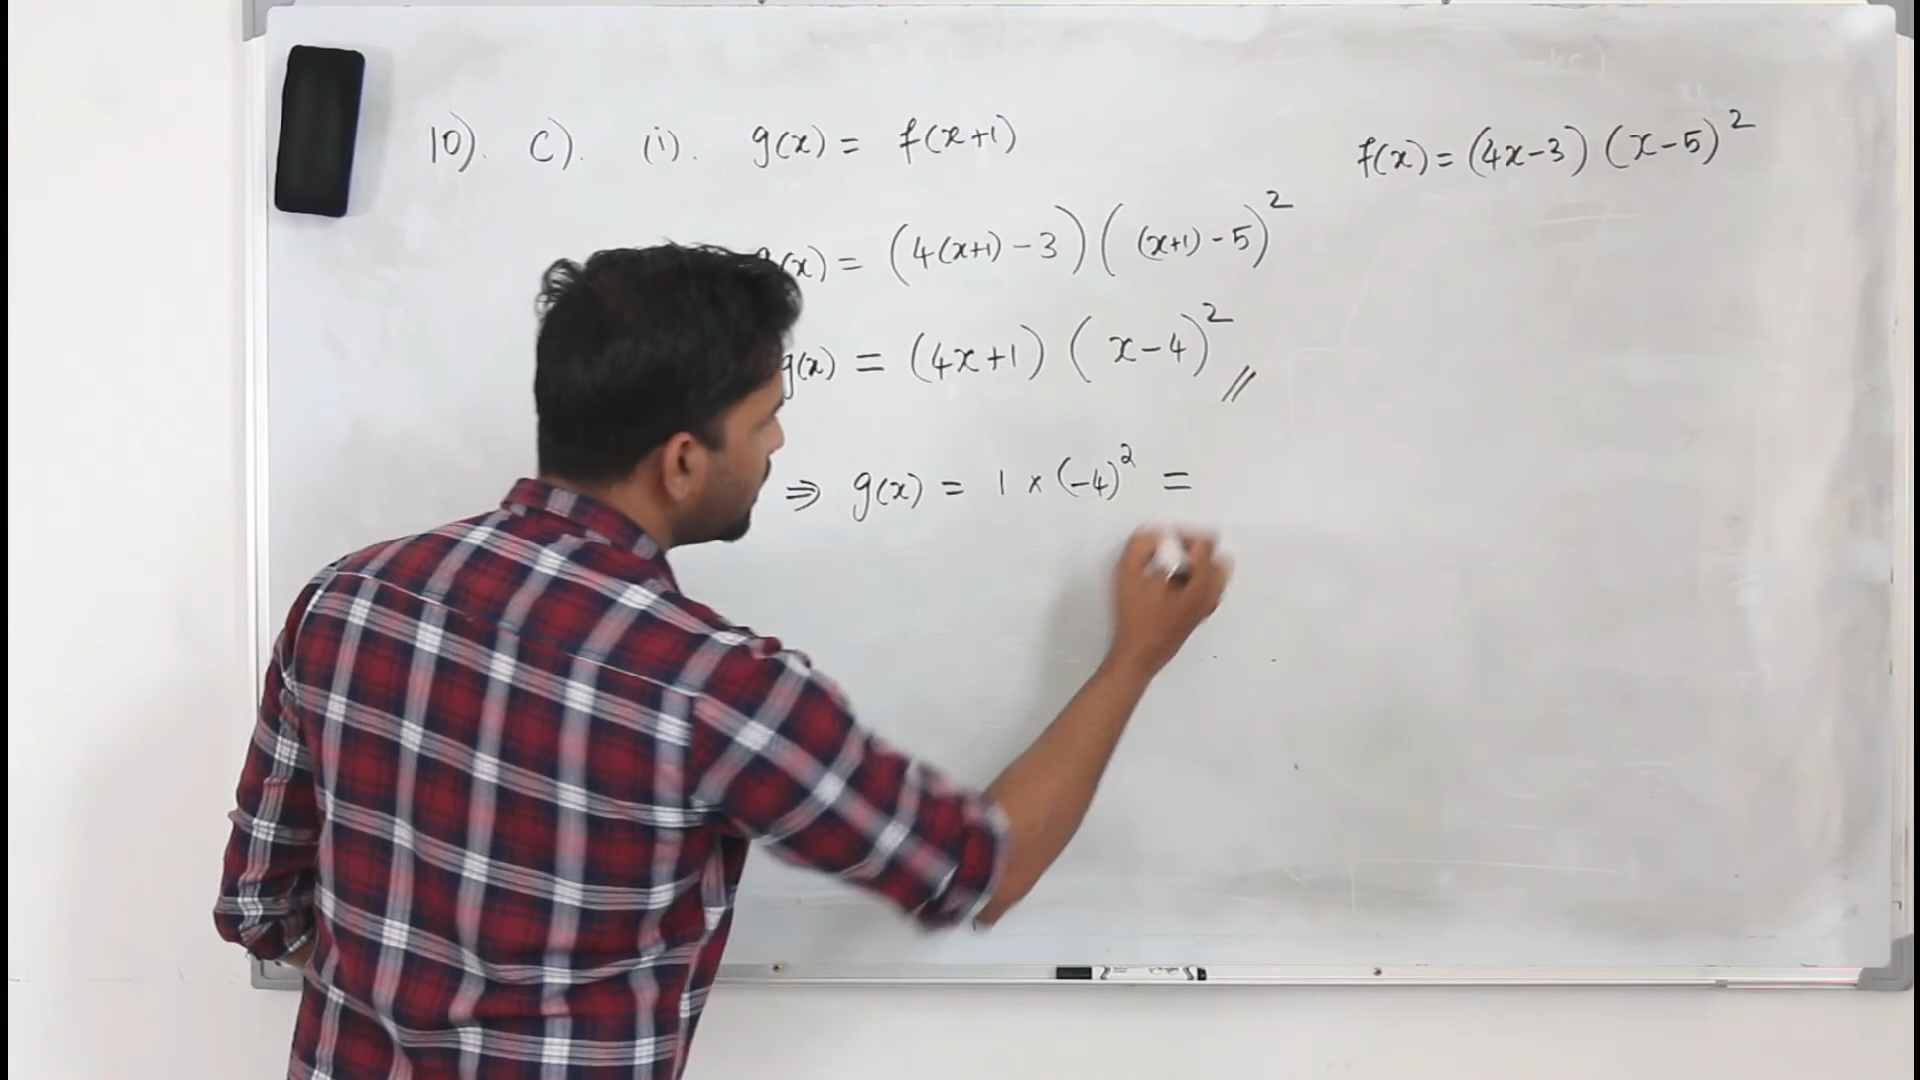 10). C). (i). g(x) = f(x+1)
f(x) = (4x-3) (x-5)²
(x) = (4(x+1) - 3) ( (x+1) - 5)²
g(x) = (4x+1) ( x-4)² //
⇒ g(x) = 1 × (-4)² =